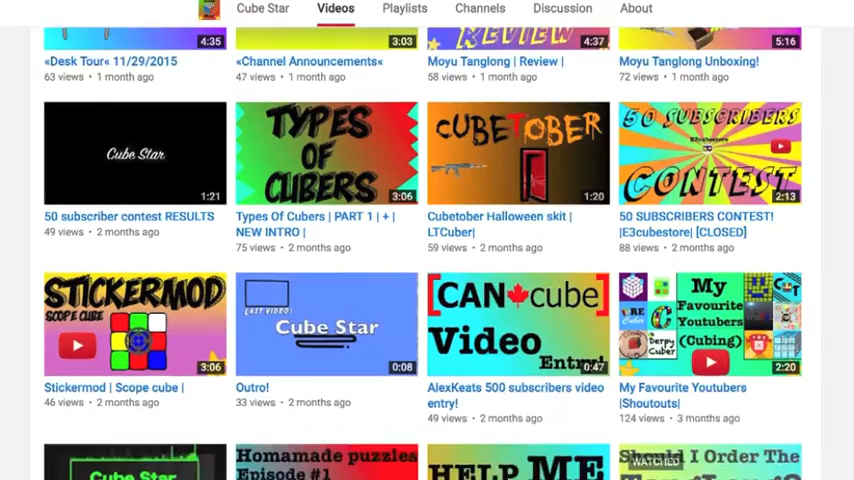 Cube Star Videos Playlists Channels Discussion About
4:35 3:03 REVIEW 4:37 5:16
«Desk Tour« 11/29/2015
63 views • 1 month ago
«Channel Announcements«
47 views • 1 month ago
Moyu Tanglong | Review |
58 views • 1 month ago
Moyu Tanglong Unboxing!
72 views • 1 month ago
Cube Star
1:21
TYPES
OF
CUBERS
3:06
CUBETOBER
1:20
50 SUBSCRIBERS
E3cubestores
CONTEST
2:13
50 subscriber contest RESULTS
49 views • 2 months ago
Types Of Cubers | PART 1 | + |
NEW INTRO |
75 views • 2 months ago
Cubetober Halloween skit |
LTCuber|
59 views • 2 months ago
50 SUBSCRIBERS CONTEST!
|E3cubestore| [CLOSED]
88 views • 2 months ago
STICKERMOD
SCOPE CUBE
3:06
LAST VIDEO
Cube Star
0:08
[CAN cube]
Video
Entry!
0:47
My
Favourite
Youtubers
(Cubing)
Derpy
Cuber
2:20
Stickermod | Scope cube |
46 views • 2 months ago
Outro!
33 views • 2 months ago
AlexKeats 500 subscribers video
entry!
49 views • 2 months ago
My Favourite Youtubers
|Shoutouts|
124 views • 3 months ago
Cube Star
Homamade puzzles
Episode #1
HELP ME
WATCHED
Should I Order The